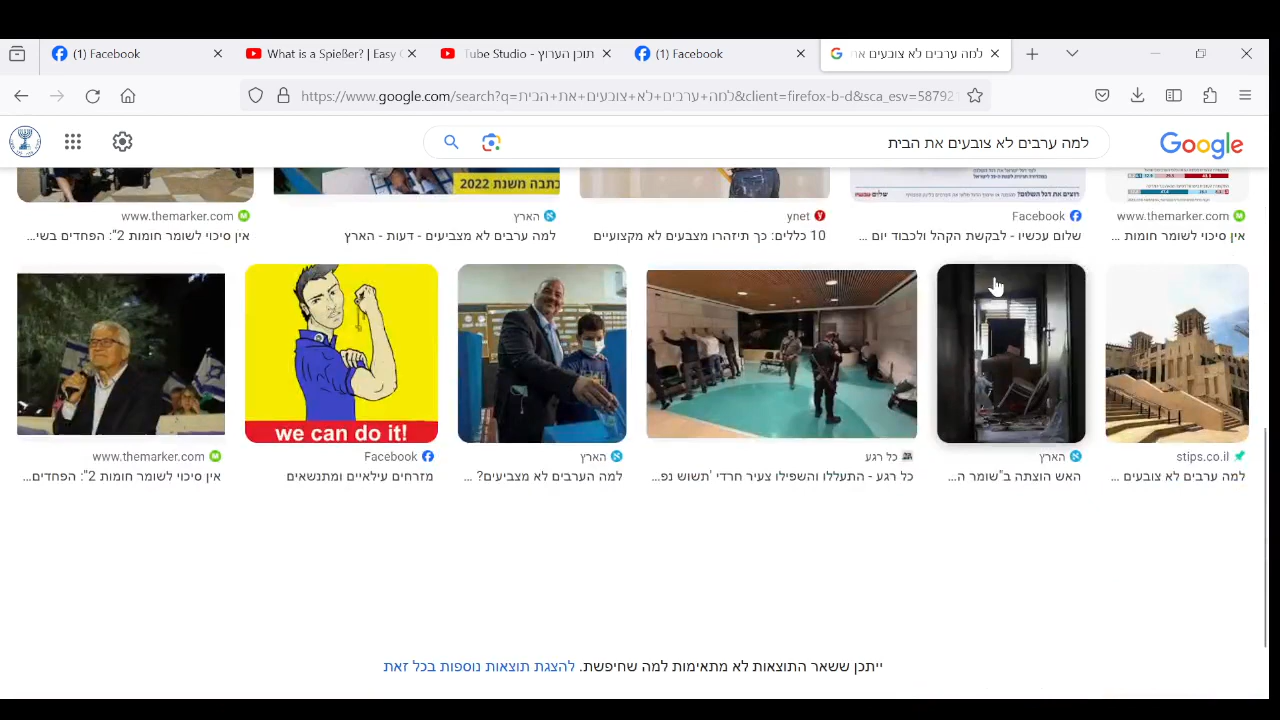 (1) Facebook
What is a Spießer? | Easy G
Tube Studio - תוכן הערוץ
(1) Facebook
למה ערבים לא צובעים את
https://www.google.com/search?q=למה+ערבים+לא+צובעים+את+הבית&client=firefox-b-d&sca_esv=58792
למה ערבים לא צובעים את הבית
Google
כתבה משנת 2022
www.themarker.com
אין סיכוי לשומר חומות 2": הפחדים בשי...
הארץ
למה ערבים לא מצביעים - דעות - הארץ
ynet
10 כללים: כך תיזהרו מצבעים לא מקצועיים
Facebook
שלום עכשיו - לבקשת הקהל ולכבוד יום ...
www.themarker.com
אין סיכוי לשומר חומות ...
we can do it!
www.themarker.com
אין סיכוי לשומר חומות 2": הפחדים...
Facebook
מזרחים עילאיים ומתנשאים
הארץ
למה הערבים לא מצביעים? ...
כל רגע
כל רגע - התעללו והשפילו צעיר חרדי 'תשוש נפ...
הארץ
האש הוצתה ב"שומר ה...
stips.co.il
למה ערבים לא צובעים ...
ייתכן ששאר התוצאות לא מתאימות למה שחיפשת. להצגת תוצאות נוספות בכל זאת